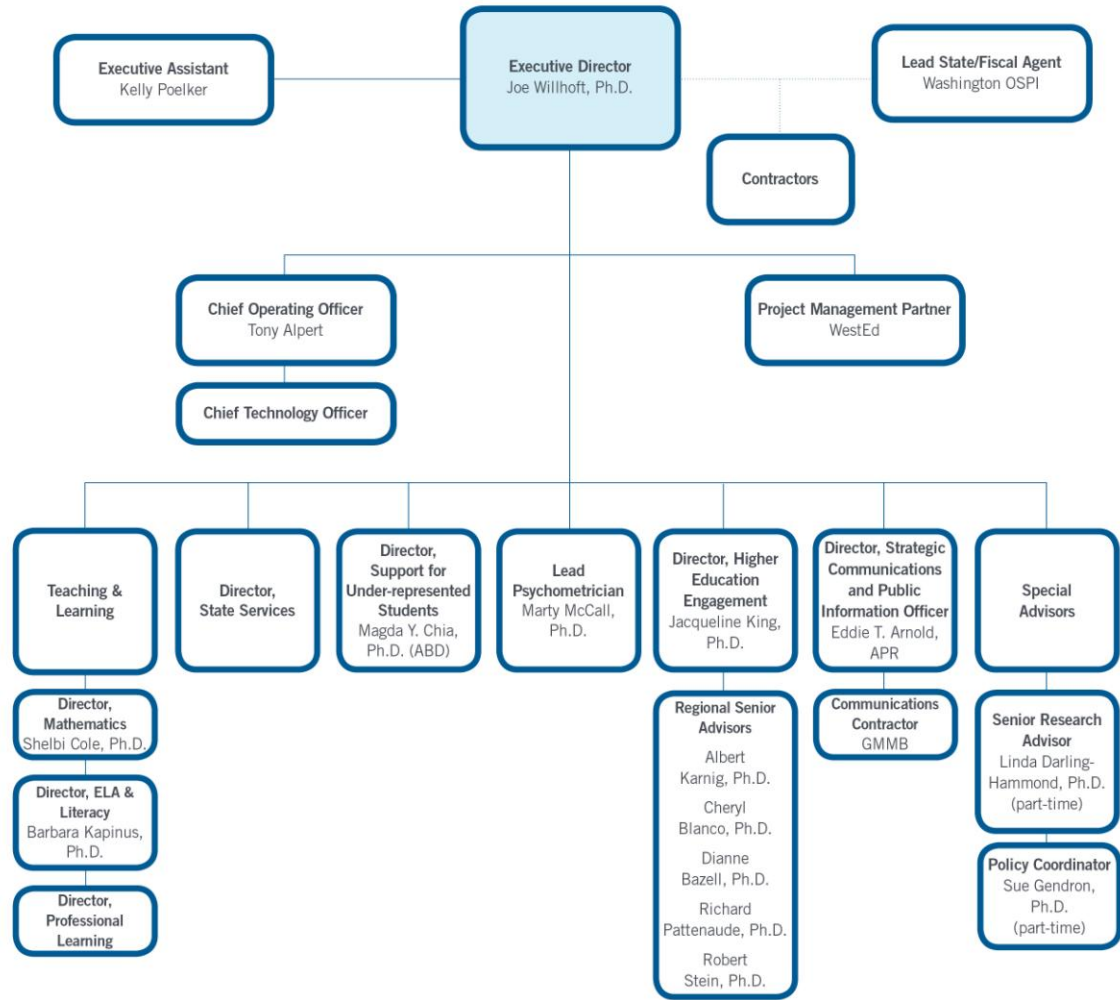 Executive Assistant
Kelly Poelker
Executive Director
Joe Willhoft, Ph.D.
Lead State/Fiscal Agent
Washington OSPI
Contractors
Chief Operating Officer
Tony Alpert
Project Management Partner
WestEd
Chief Technology Officer
Teaching &
Learning
Director,
State Services
Director,
Support for
Under-represented
Students
Magda Y. Chia,
Ph.D. (ABD)
Lead
Psychometrician
Marty McCall,
Ph.D.
Director, Higher
Education
Engagement
Jacqueline King,
Ph.D.
Director, Strategic
Communications
and Public
Information Officer
Eddie T. Arnold,
APR
Special
Advisors
Director,
Mathematics
Shelbi Cole, Ph.D.
Director, ELA &
Literacy
Barbara Kapinus,
Ph.D.
Director,
Professional
Learning
Regional Senior
Advisors
Albert
Karnig, Ph.D.
Cheryl
Blanco, Ph.D.
Dianne
Bazell, Ph.D.
Richard
Pattenaude, Ph.D.
Robert
Stein, Ph.D.
Communications
Contractor
GMMB
Senior Research
Advisor
Linda Darling-
Hammond, Ph.D.
(part-time)
Policy Coordinator
Sue Gendron,
Ph.D.
(part-time)